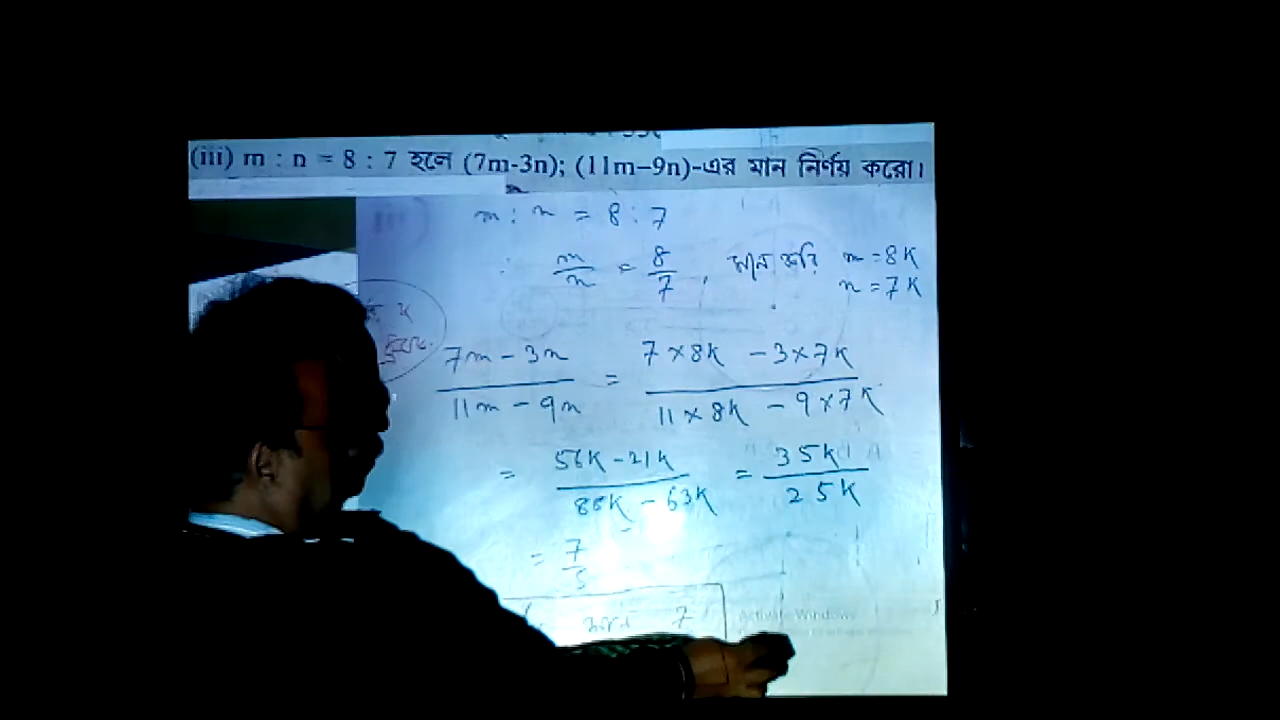 (iii) m : n = 8 : 7 হলে (7m-3n); (11m−9n)-এর মান নির্ণয় করো।
m : n = 8 : 7
m/n = 8/7, মনে করি m = 8K
n = 7K
(7m − 3n)/(11m − 9n) = (7×8K − 3×7K)/(11×8K − 9×7K)
= (56K − 21K)/(88K − 63K) = 35K/25K
= 7/5
7
Activate Windows